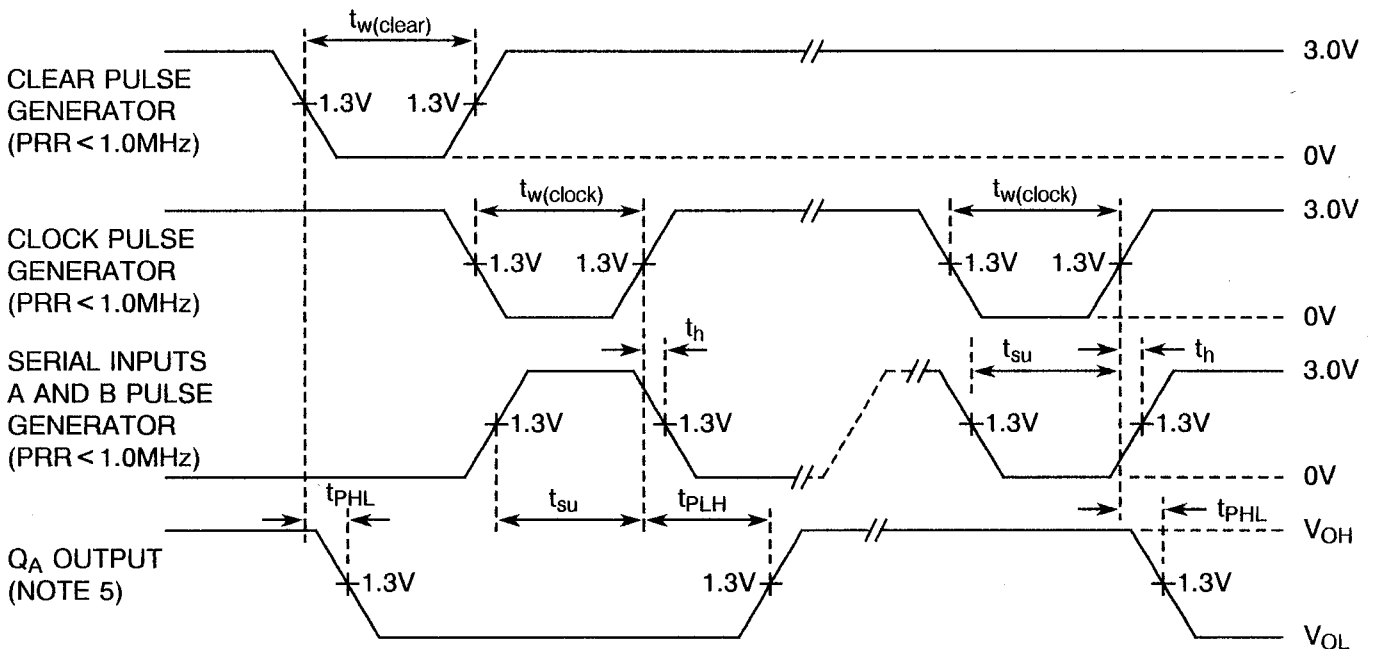 tw(clear)
3.0V
CLEAR PULSE
GENERATOR
(PRR < 1.0MHz)
1.3V 1.3V
0V
tw(clock) tw(clock)
3.0V
CLOCK PULSE
GENERATOR
(PRR < 1.0MHz)
1.3V 1.3V 1.3V 1.3V
0V
th tsu th
SERIAL INPUTS
A AND B PULSE
GENERATOR
(PRR < 1.0MHz)
3.0V
1.3V 1.3V 1.3V 1.3V
0V
tPHL tsu tPLH tPHL
VOH
QA OUTPUT
(NOTE 5)
1.3V 1.3V 1.3V
VOL